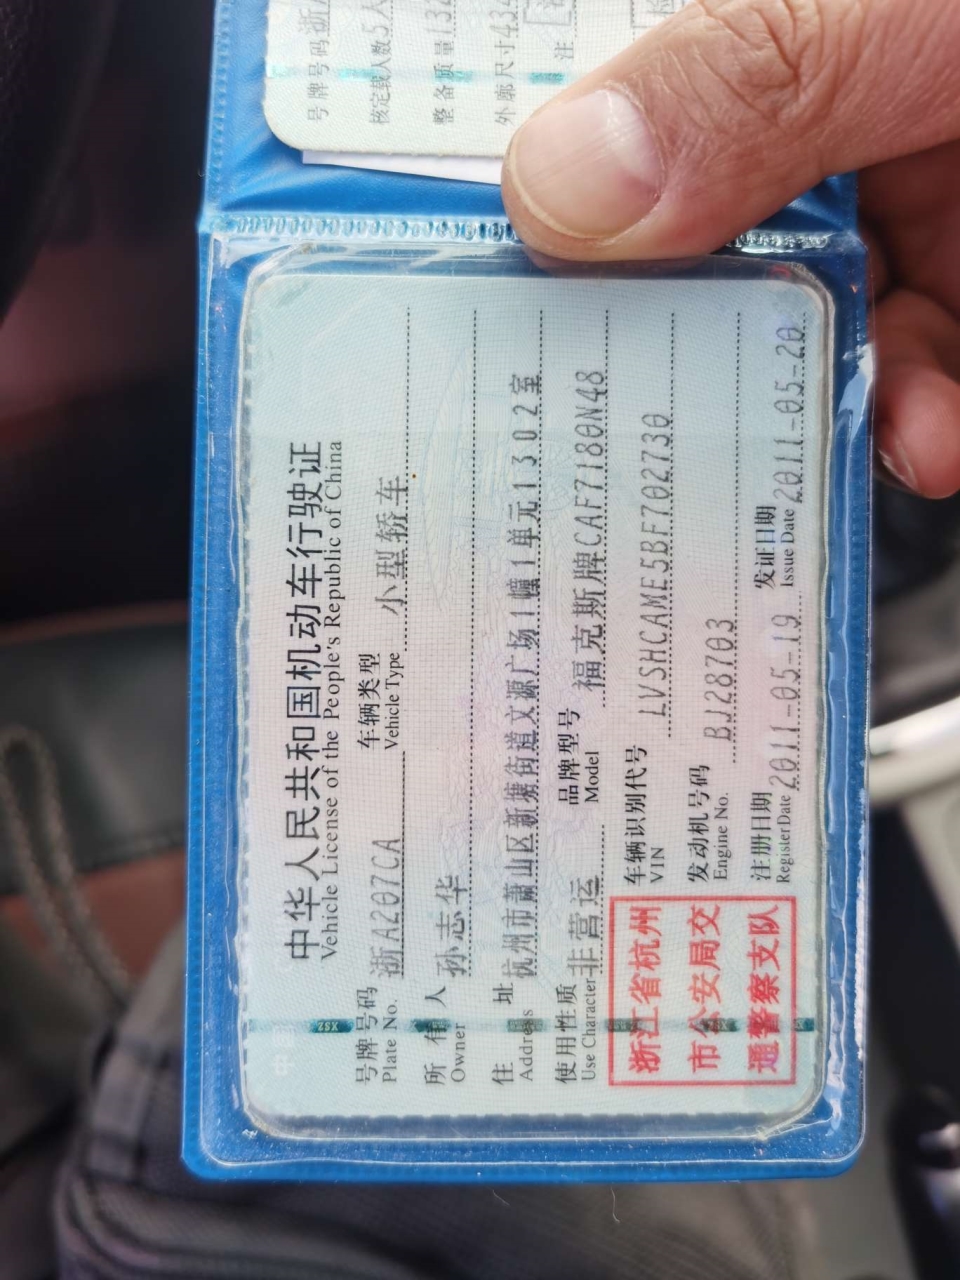 号牌号码 浙A
核定载人数 5人
整备质量 13
外廓尺寸 434
注
中华人民共和国机动车行驶证
Vehicle License of the People's Republic of China
号牌号码 浙A207CA 车辆类型 小型轿车
Plate No. Vehicle Type
所有人 孙志华
Owner
住址 杭州市萧山区新塘街道文源广场1幢1单元1302室
Address
使用性质 非营运 品牌型号 福克斯牌CAF7180N48
Use Character Model
车辆识别代号 LVSHCAME5BF702730
VIN
发动机号码 BJ28703
Engine No.
注册日期 2011-05-19 发证日期 2011-05-20
Register Date Issue Date
浙江省杭州
市公安局交
通警察支队